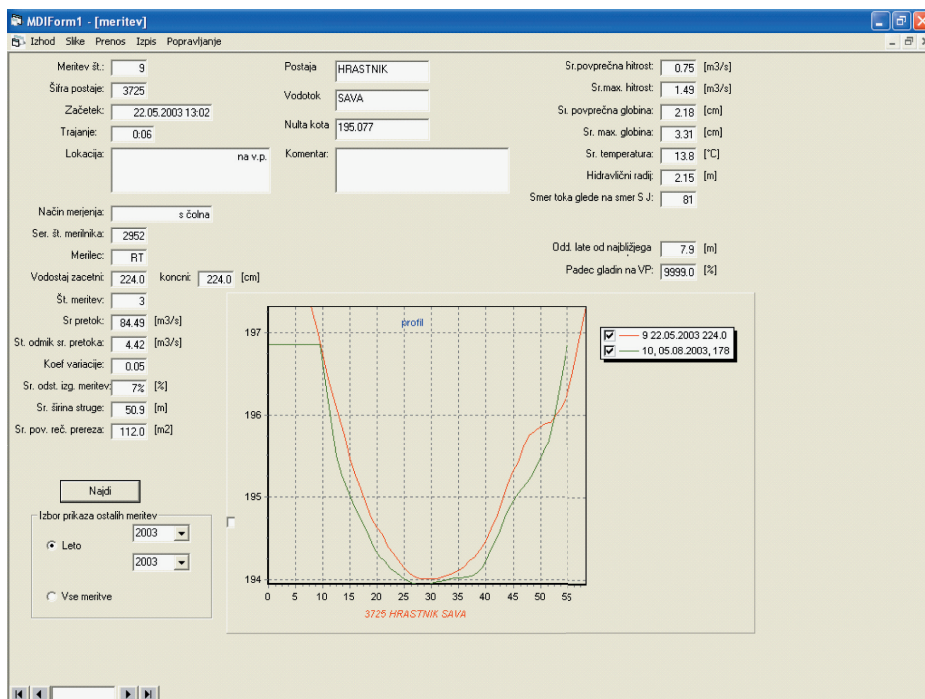 MDIForm1 - [meritev]
Izhod Slike Prenos Izpis Popravljanje
Meritev št.: 9
Šifra postaje: 3725
Začetek: 22.05.2003 13:02
Trajanje: 0:06
Lokacija: na v.p.
Postaja HRASTNIK
Vodotok SAVA
Nulta kota 195.077
Komentar:
Sr.povprečna hitrost: 0.75 [m3/s]
Sr.max. hitrost: 1.49 [m3/s]
Sr. povprečna globina: 2.18 [cm]
Sr. max. globina: 3.31 [cm]
Sr. temperatura: 13.8 [°C]
Hidravlični radij: 2.15 [m]
Smer toka glede na smer S J: 81
Način merjenja: s čolna
Ser. št. merilnika: 2952
Merilec: RT
Vodostaj zacetni: 224.0 koncni: 224.0 [cm]
Št. meritev: 3
Sr pretok: 84.49 [m3/s]
St. odmik sr. pretoka: 4.42 [m3/s]
Koef variacije: 0.05
Sr. odst. izg. meritev: 7% [%]
Sr. širina struge: 50.9 [m]
Sr. pov. reč. prereza: 112.0 [m2]
Odd. late od najbližjega 7.9 [m]
Padec gladin na VP: 9999.0 [%]
Najdi
Izbor prikaza ostalih meritev
Leto
2003
2003
Vse meritve
profil
197
196
195
194
0 5 10 15 20 25 30 35 40 45 50 55
3725 HRASTNIK SAVA
9 22.05.2003 224.0
10, 05.08.2003, 178